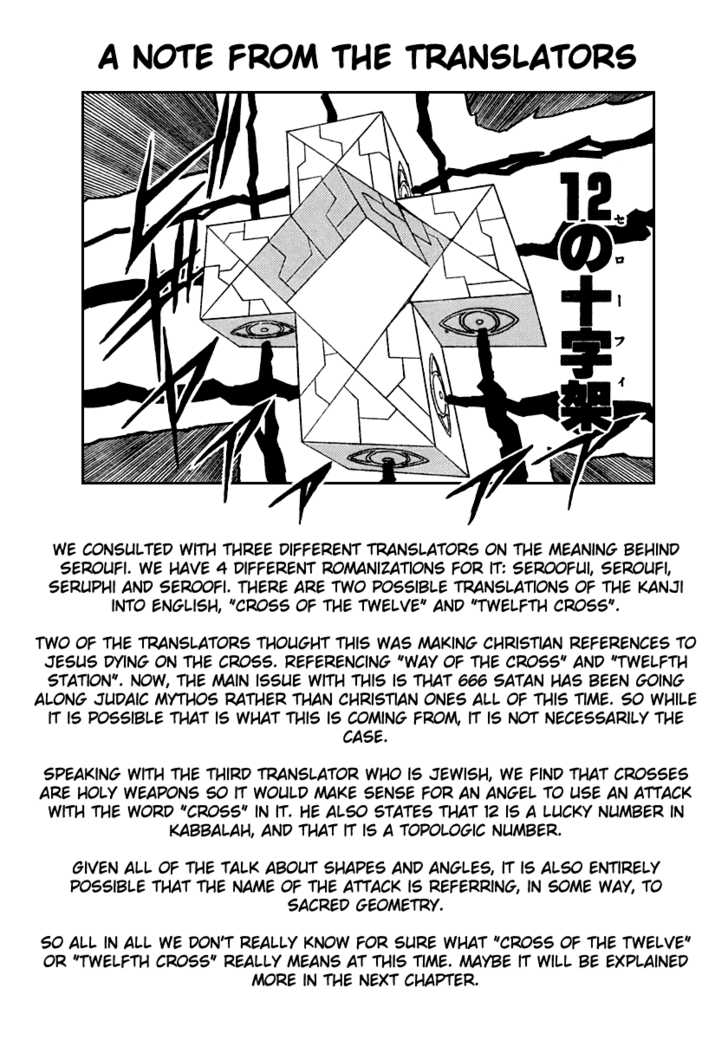 A NOTE FROM THE TRANSLATORS
12の十字架
セローフィ
WE CONSULTED WITH THREE DIFFERENT TRANSLATORS ON THE MEANING BEHIND
SEROUFI. WE HAVE 4 DIFFERENT ROMANIZATIONS FOR IT: SEROOFUI, SEROUFI,
SERUPHI AND SEROOFI. THERE ARE TWO POSSIBLE TRANSLATIONS OF THE KANJI
INTO ENGLISH, "CROSS OF THE TWELVE" AND "TWELFTH CROSS".
TWO OF THE TRANSLATORS THOUGHT THIS WAS MAKING CHRISTIAN REFERENCES TO
JESUS DYING ON THE CROSS. REFERENCING "WAY OF THE CROSS" AND "TWELFTH
STATION". NOW, THE MAIN ISSUE WITH THIS IS THAT 666 SATAN HAS BEEN GOING
ALONG JUDAIC MYTHOS RATHER THAN CHRISTIAN ONES ALL OF THIS TIME. SO WHILE
IT IS POSSIBLE THAT IS WHAT THIS IS COMING FROM, IT IS NOT NECESSARILY THE
CASE.
SPEAKING WITH THE THIRD TRANSLATOR WHO IS JEWISH, WE FIND THAT CROSSES
ARE HOLY WEAPONS SO IT WOULD MAKE SENSE FOR AN ANGEL TO USE AN ATTACK
WITH THE WORD "CROSS" IN IT. HE ALSO STATES THAT 12 IS A LUCKY NUMBER IN
KABBALAH, AND THAT IT IS A TOPOLOGIC NUMBER.
GIVEN ALL OF THE TALK ABOUT SHAPES AND ANGLES, IT IS ALSO ENTIRELY
POSSIBLE THAT THE NAME OF THE ATTACK IS REFERRING, IN SOME WAY, TO
SACRED GEOMETRY.
SO ALL IN ALL WE DON'T REALLY KNOW FOR SURE WHAT "CROSS OF THE TWELVE"
OR "TWELFTH CROSS" REALLY MEANS AT THIS TIME. MAYBE IT WILL BE EXPLAINED
MORE IN THE NEXT CHAPTER.